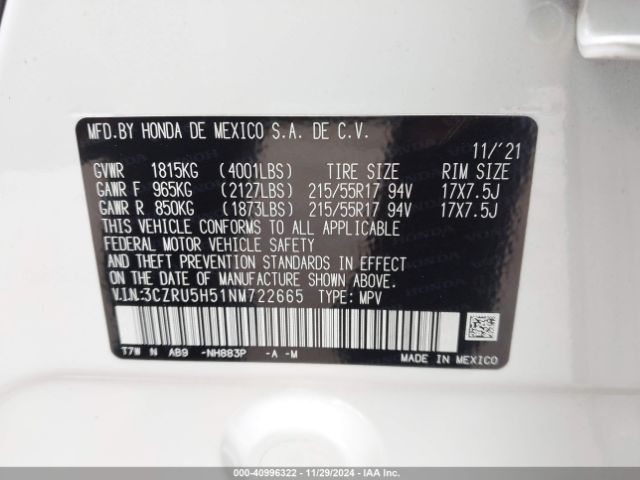 MFD.BY HONDA DE MEXICO S.A. DE C.V.
11/'21
GVWR 1815KG (4001LBS) TIRE SIZE RIM SIZE
GAWR F 965KG (2127LBS) 215/55R17 94V 17X7.5J
GAWR R 850KG (1873LBS) 215/55R17 94V 17X7.5J
THIS VEHICLE CONFORMS TO ALL APPLICABLE
FEDERAL MOTOR VEHICLE SAFETY
AND THEFT PREVENTION STANDARDS IN EFFECT
ON THE DATE OF MANUFACTURE SHOWN ABOVE.
V.I.N.:3CZRU5H51NM722665 TYPE: MPV
T7W N AB9 -NH883P -A -M MADE IN MEXICO
000-40996322 - 11/29/2024 - IAA Inc.